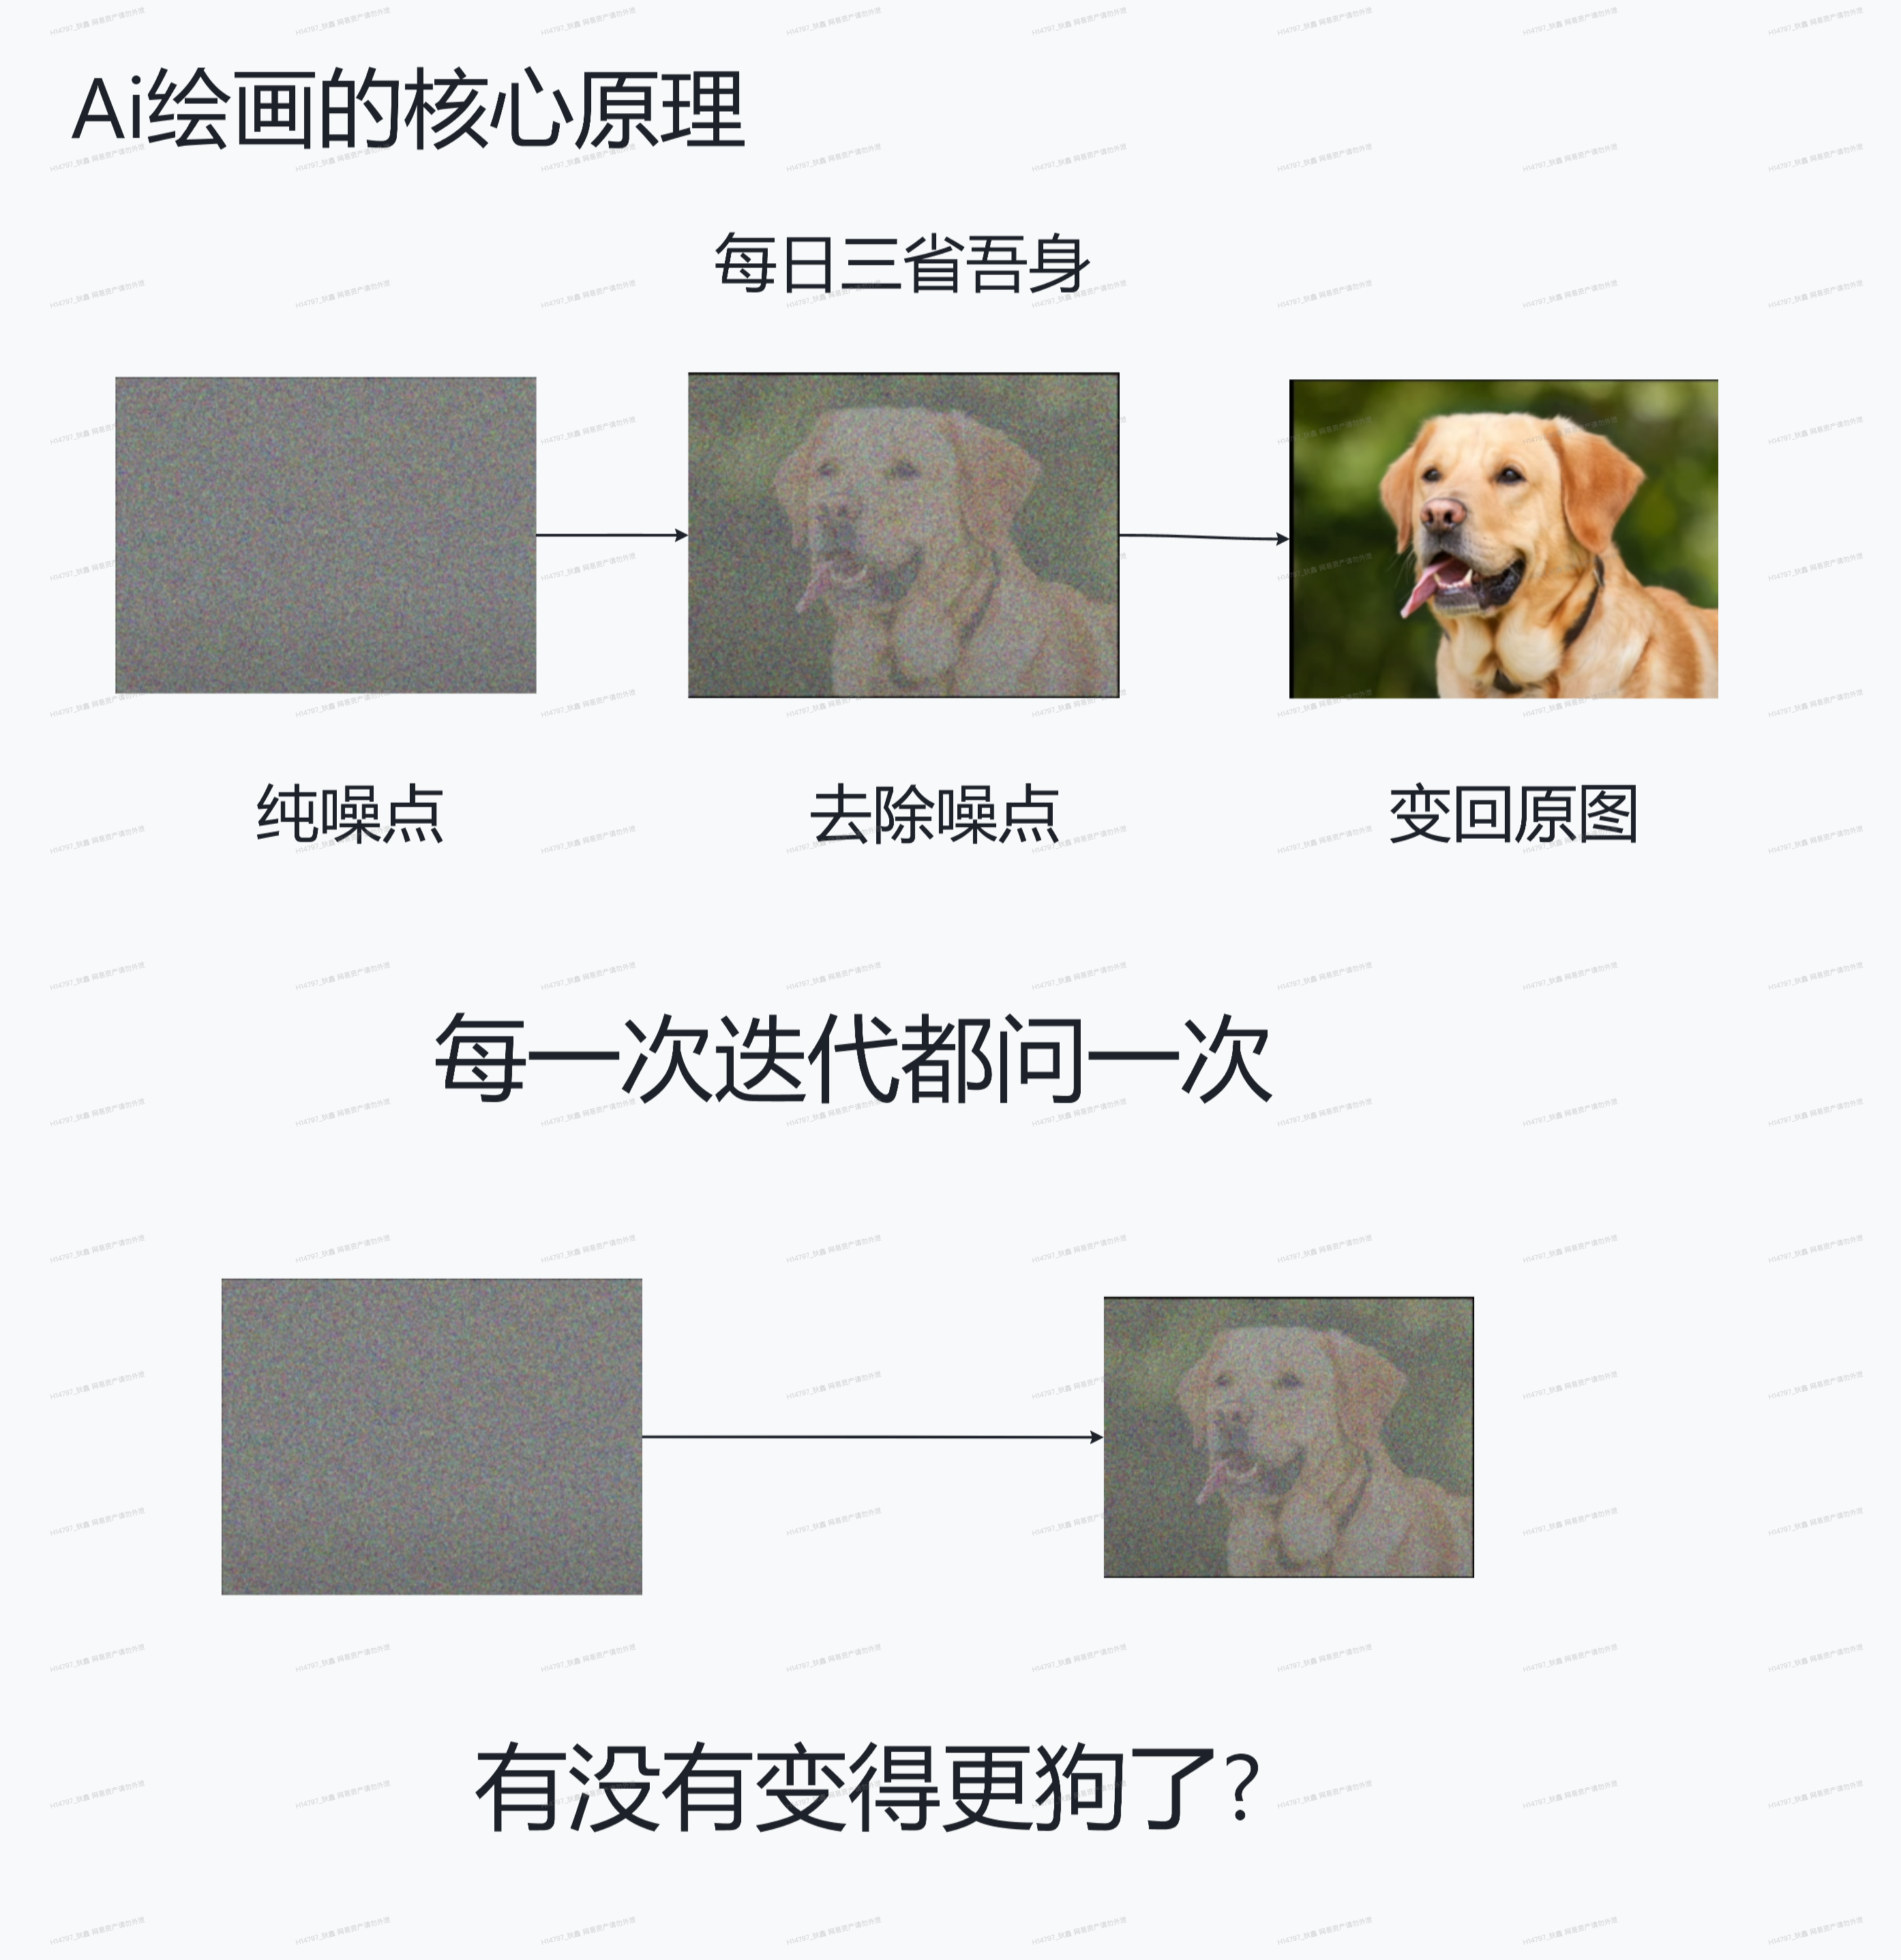 Ai绘画的核心原理
每日三省吾身
纯噪点
去除噪点
变回原图
每一次迭代都问一次
有没有变得更狗了?